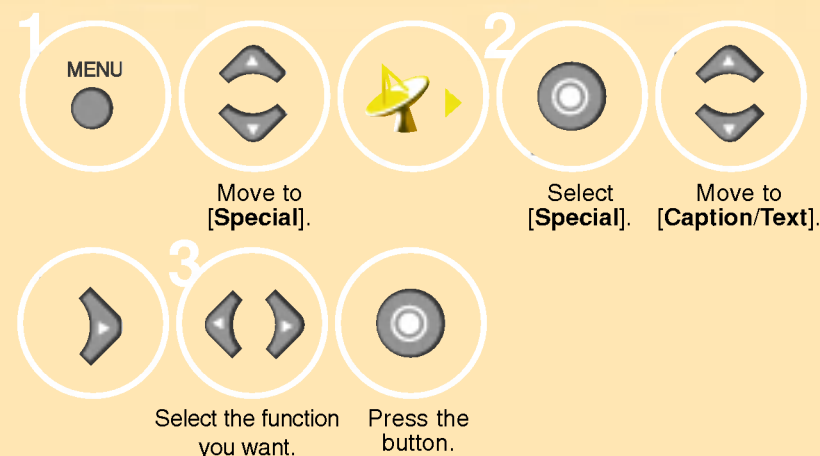 1
MENU
2
Move to
[Special].
Select
[Special].
Move to
[Caption/Text].
3
Select the function
you want.
Press the
button.